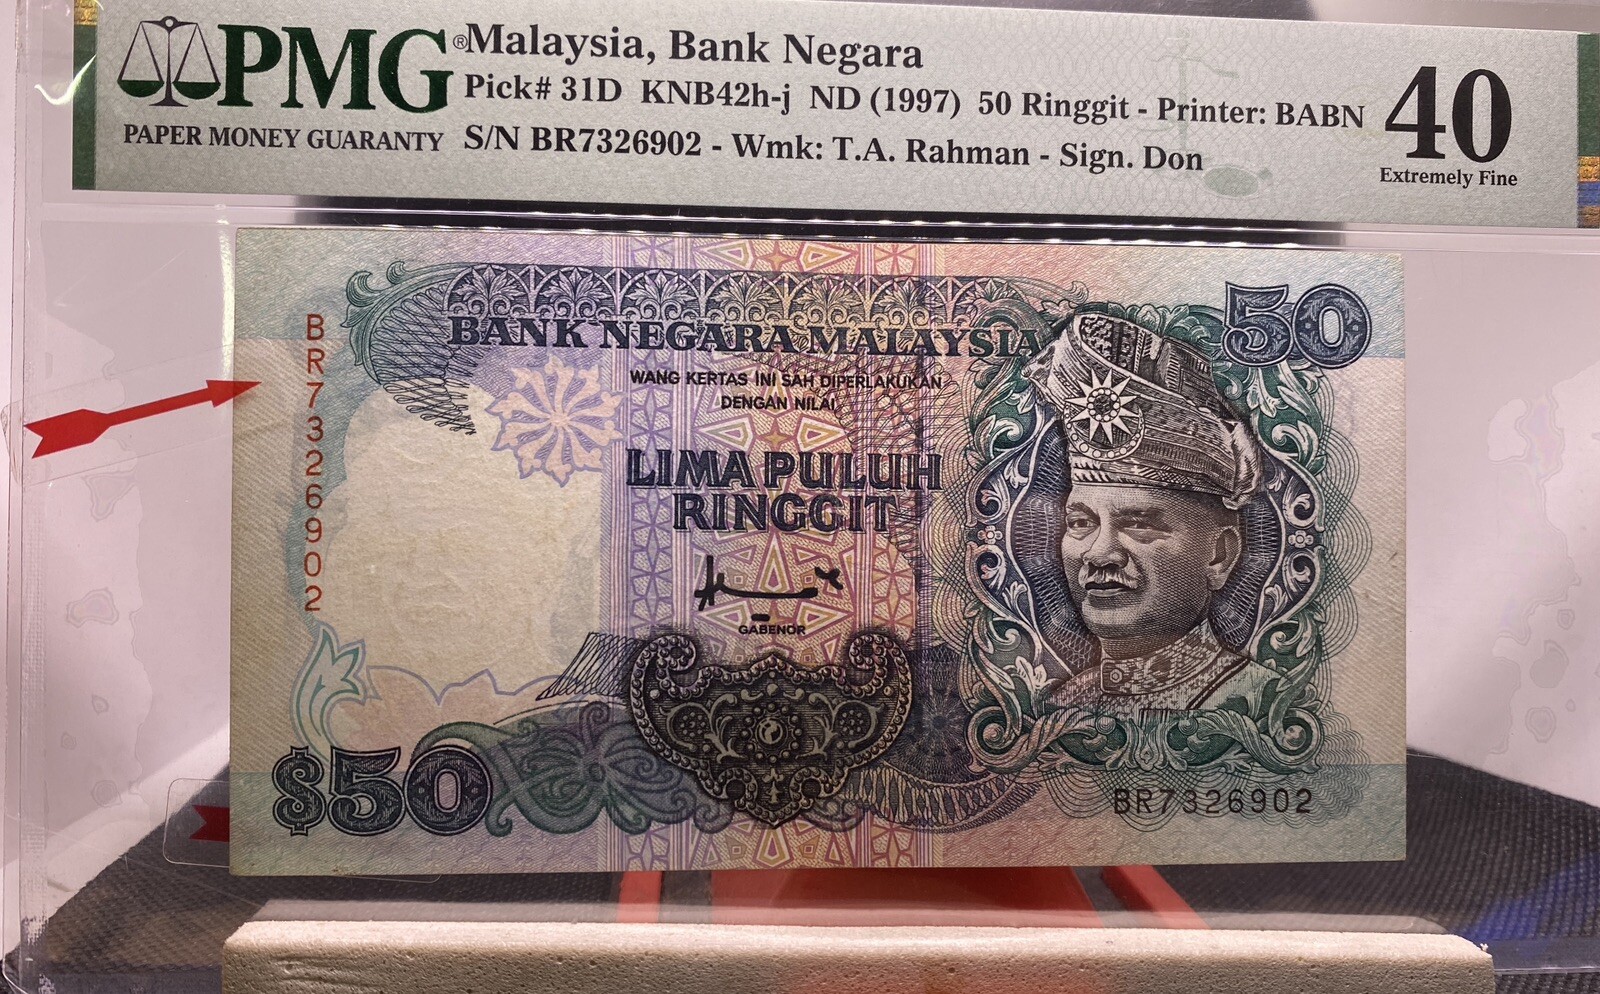 PMG®
PAPER MONEY GUARANTY
Malaysia, Bank Negara
Pick# 31D KNB42h-j ND (1997) 50 Ringgit - Printer: BABN
S/N BR7326902 - Wmk: T.A. Rahman - Sign. Don
40
Extremely Fine
50
BANK NEGARA MALAYSIA
WANG KERTAS INI SAH DIPERLAKUKAN
DENGAN NILAI
LIMA PULUH
RINGGIT
GABENOR
BR7326902
$50
BR7326902